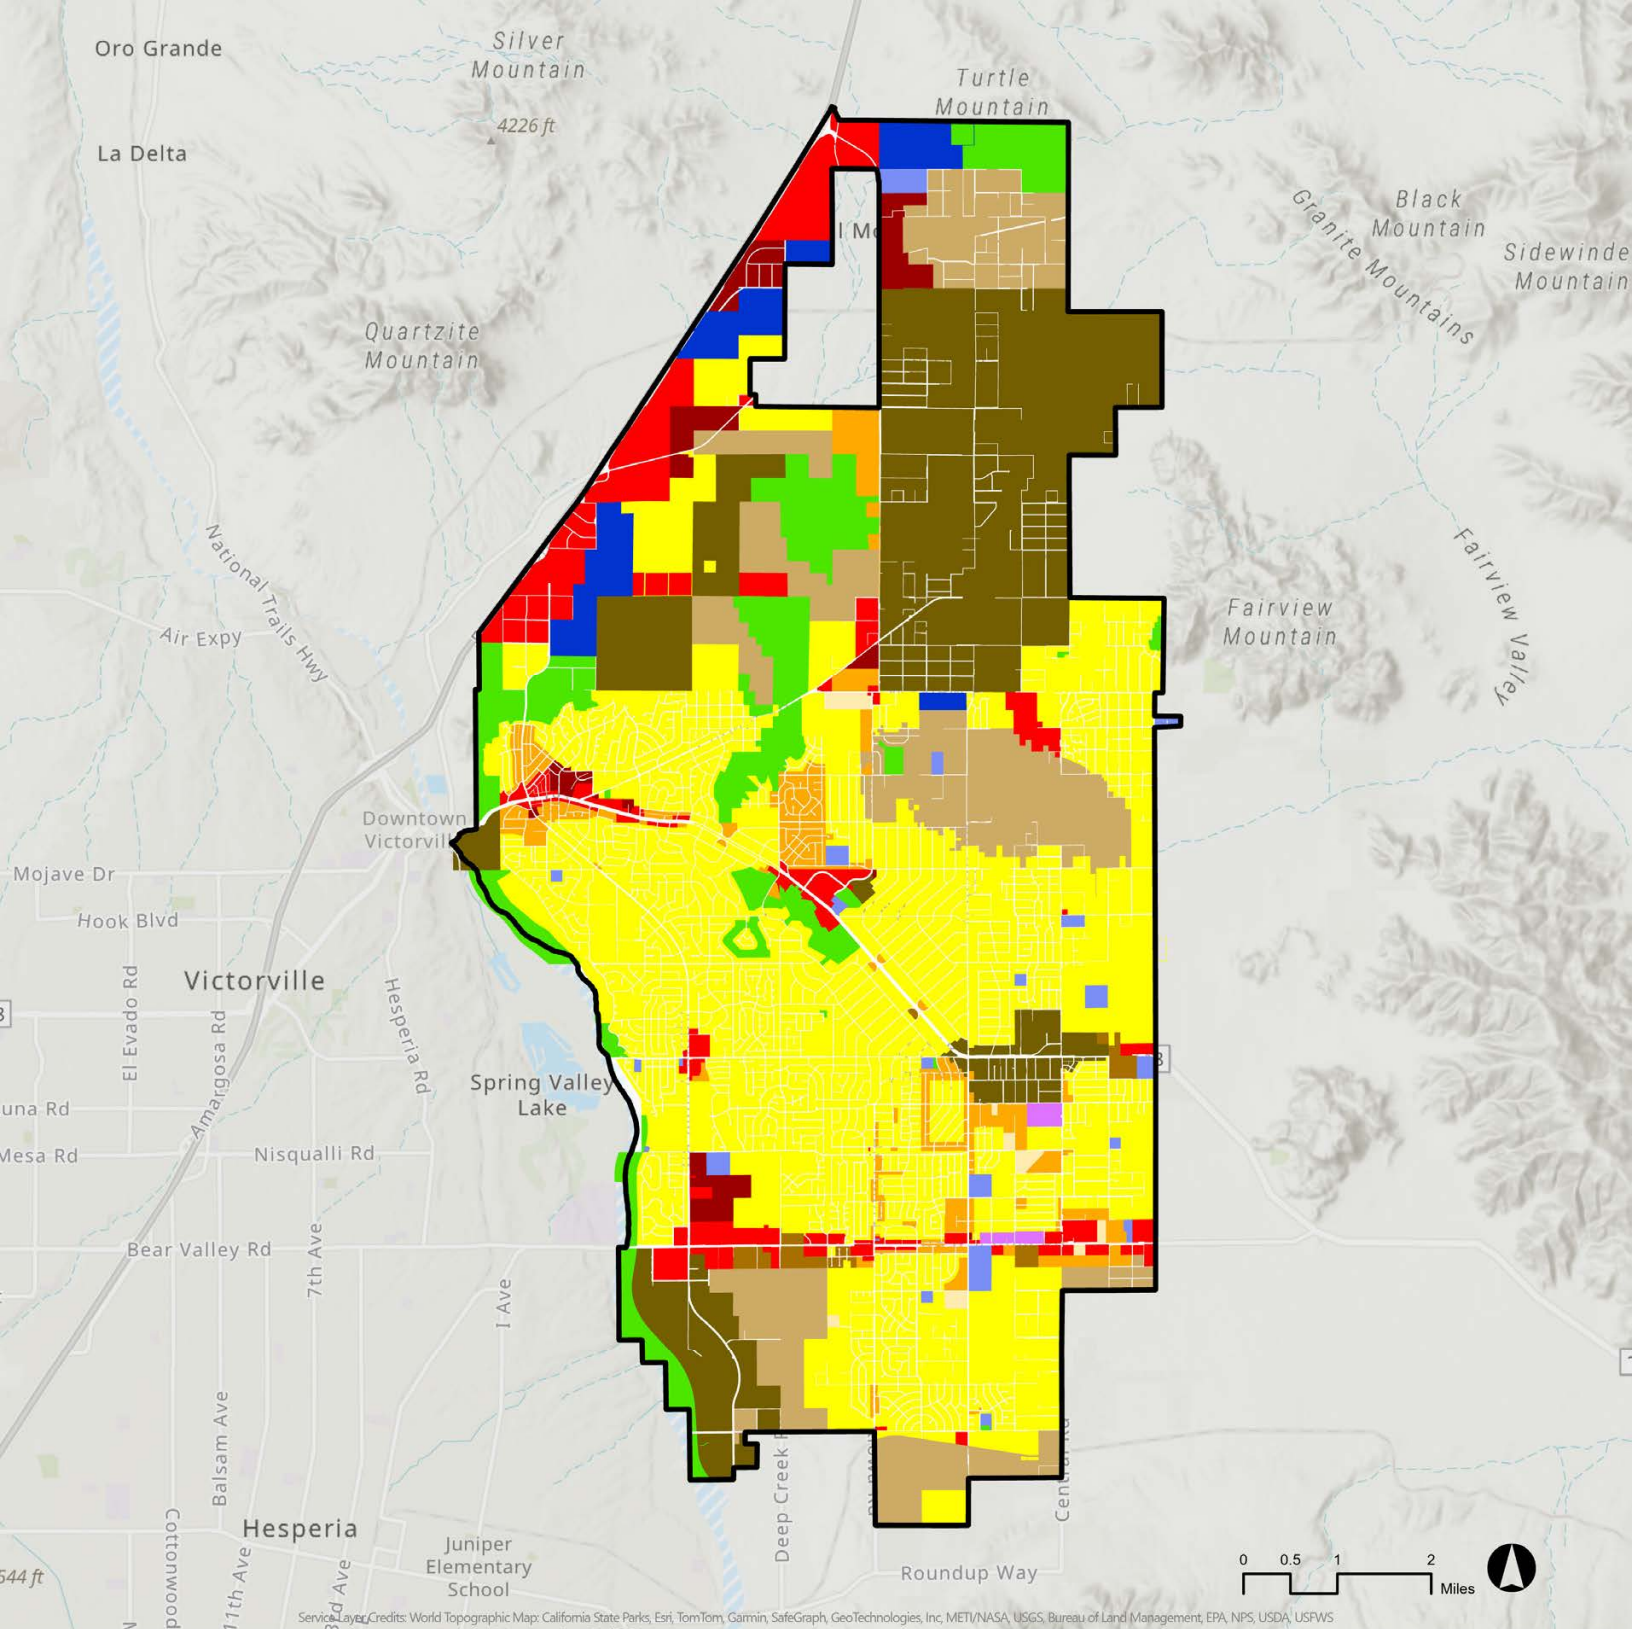 Oro Grande
Silver
Mountain
Turtle
Mountain
4226 ft
La Delta
Black
Mountain
Granite Mountains
Sidewinde
Mountain
l Mo
Quartzite
Mountain
National Trails Hwy
Fairview Valley
Fairview
Mountain
Air Expy
Downtown
Victorvill
Mojave Dr
Hook Blvd
Victorville
El Evado Rd
Amargosa Rd
Hesperia Rd
Spring Valley
Lake
una Rd
Mesa Rd
Nisqualli Rd
Bear Valley Rd
7th Ave
I Ave
Balsam Ave
Deep Creek
Hesperia
Cottonwood
11th Ave
3rd Ave
Juniper
Elementary
School
Roundup Way
544 ft
0 0.5 1 2
Miles
Service Layer Credits: World Topographic Map: California State Parks, Esri, TomTom, Garmin, SafeGraph, GeoTechnologies, Inc, METI/NASA, USGS, Bureau of Land Management, EPA, NPS, USDA, USFWS